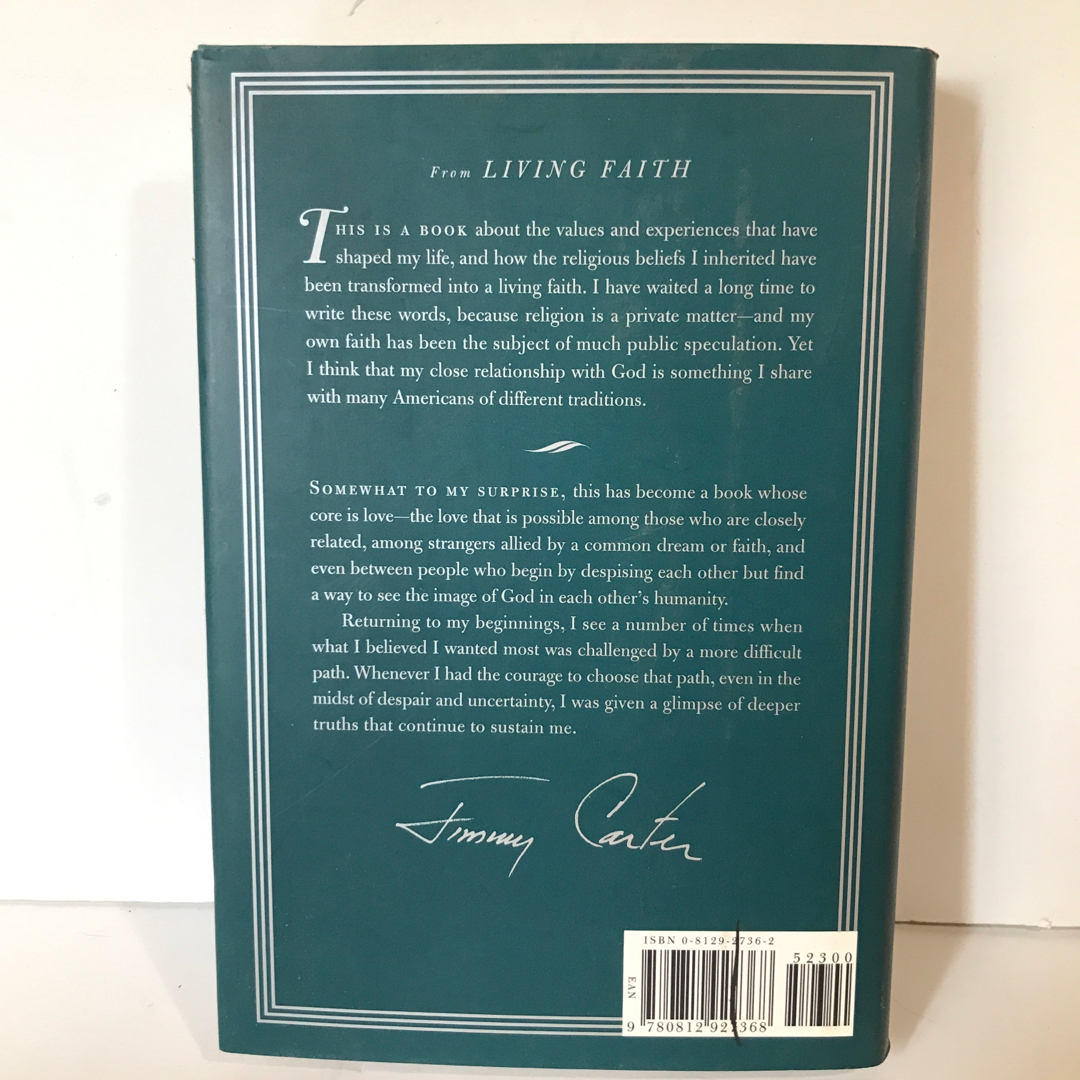 From LIVING FAITH
THIS IS A BOOK about the values and experiences that have
shaped my life, and how the religious beliefs I inherited have
been transformed into a living faith. I have waited a long time to
write these words, because religion is a private matter—and my
own faith has been the subject of much public speculation. Yet
I think that my close relationship with God is something I share
with many Americans of different traditions.
SOMEWHAT TO MY SURPRISE, this has become a book whose
core is love—the love that is possible among those who are closely
related, among strangers allied by a common dream or faith, and
even between people who begin by despising each other but find
a way to see the image of God in each other's humanity.
Returning to my beginnings, I see a number of times when
what I believed I wanted most was challenged by a more difficult
path. Whenever I had the courage to choose that path, even in the
midst of despair and uncertainty, I was given a glimpse of deeper
truths that continue to sustain me.
Jimmy Carter
ISBN 0-8129-2736-2
52300
EAN
9 780812 927368